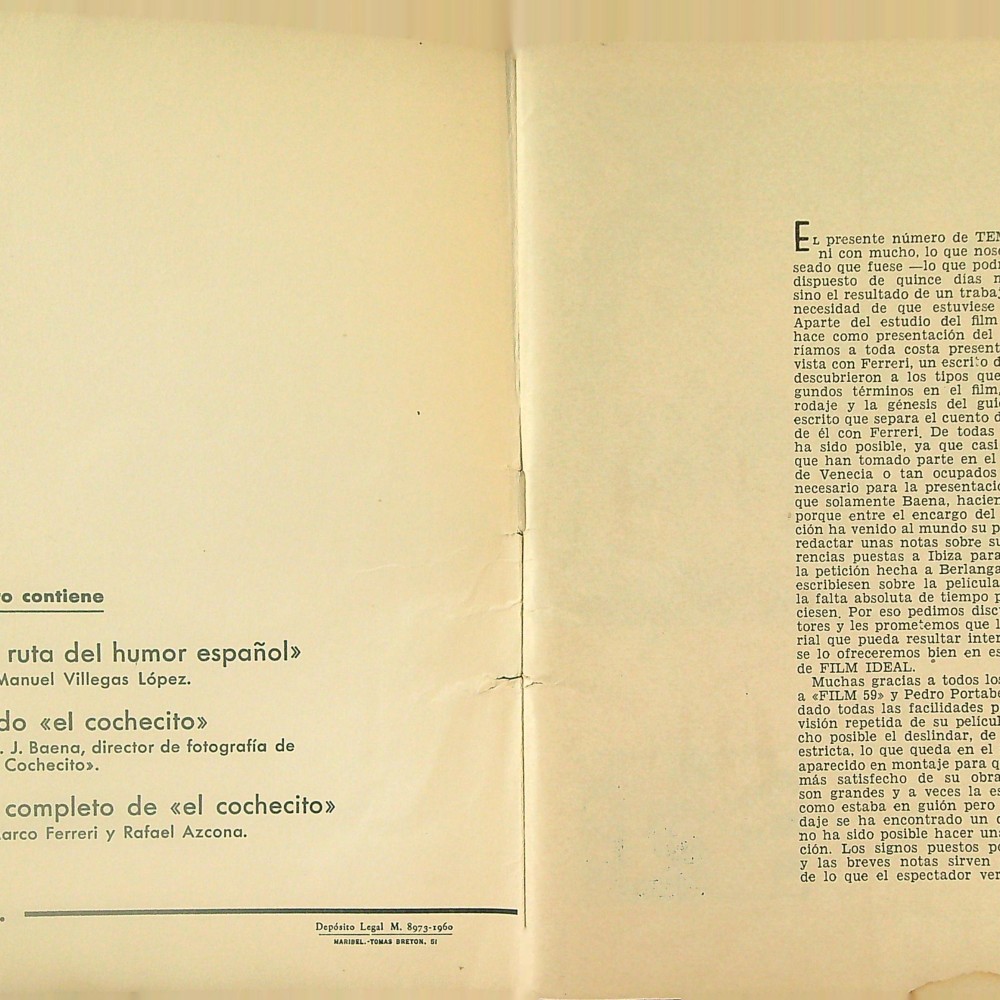 ro contiene
ruta del humor español»
Manuel Villegas López.
do «el cochecito»
. J. Baena, director de fotografía de
Cochecito».
completo de «el cochecito»
arco Ferreri y Rafael Azcona.
Depósito Legal M. 8973-1960
MARIBEL.-TOMAS BRETON, 51
EL presente número de TEM
ni con mucho, lo que nos
seado que fuese —lo que pod
dispuesto de quince días n
sino el resultado de un traba
necesidad de que estuviese
Aparte del estudio del film
hace como presentación del
ríamos a toda costa present
vista con Ferreri, un escrito d
descubrieron a los tipos que
gundos términos en el film,
rodaje y la génesis del gui
escrito que separa el cuento d
de él con Ferreri. De todas
ha sido posible, ya que casi
que han tomado parte en el
de Venecia o tan ocupados
necesario para la presentaci
que solamente Baena, hacien
porque entre el encargo del
ción ha venido al mundo su p
redactar unas notas sobre su
rencias puestas a Ibiza para
la petición hecha a Berlanga
escribiesen sobre la película
la falta absoluta de tiempo p
ciesen. Por eso pedimos disc
tores y les prometemos que l
rial que pueda resultar inter
se lo ofreceremos bien en es
de FILM IDEAL.
Muchas gracias a todos los
a «FILM 59» y Pedro Portabe
dado todas las facilidades p
visión repetida de su pelícu
cho posible el deslindar, de
estricta, lo que queda en el
aparecido en montaje para q
más satisfecho de su obra
son grandes y a veces la es
como estaba en guión pero
daje se ha encontrado un
no ha sido posible hacer un
ción. Los signos puestos p
y las breves notas sirven
de lo que el espectador ver